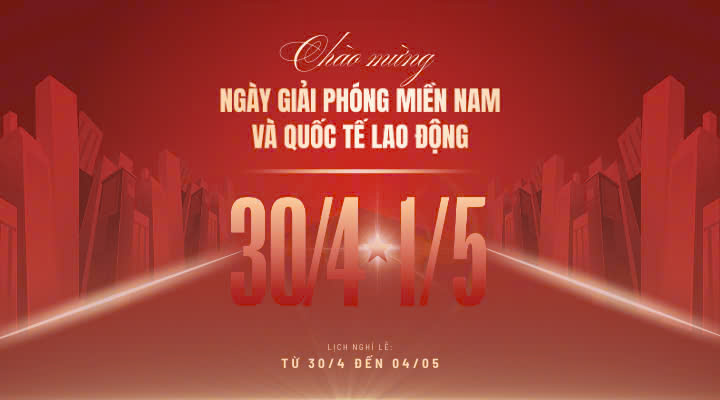 Chào mừng
NGÀY GIẢI PHÓNG MIỀN NAM
VÀ QUỐC TẾ LAO ĐỘNG
30/4 ★ 1/5
LỊCH NGHỈ LỄ:
TỪ 30/4 ĐẾN 04/05